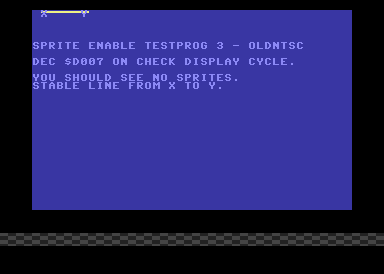 X Y
SPRITE ENABLE TESTPROG 3 - OLDNTSC
DEC $D007 ON CHECK DISPLAY CYCLE.
YOU SHOULD SEE NO SPRITES.
STABLE LINE FROM X TO Y.